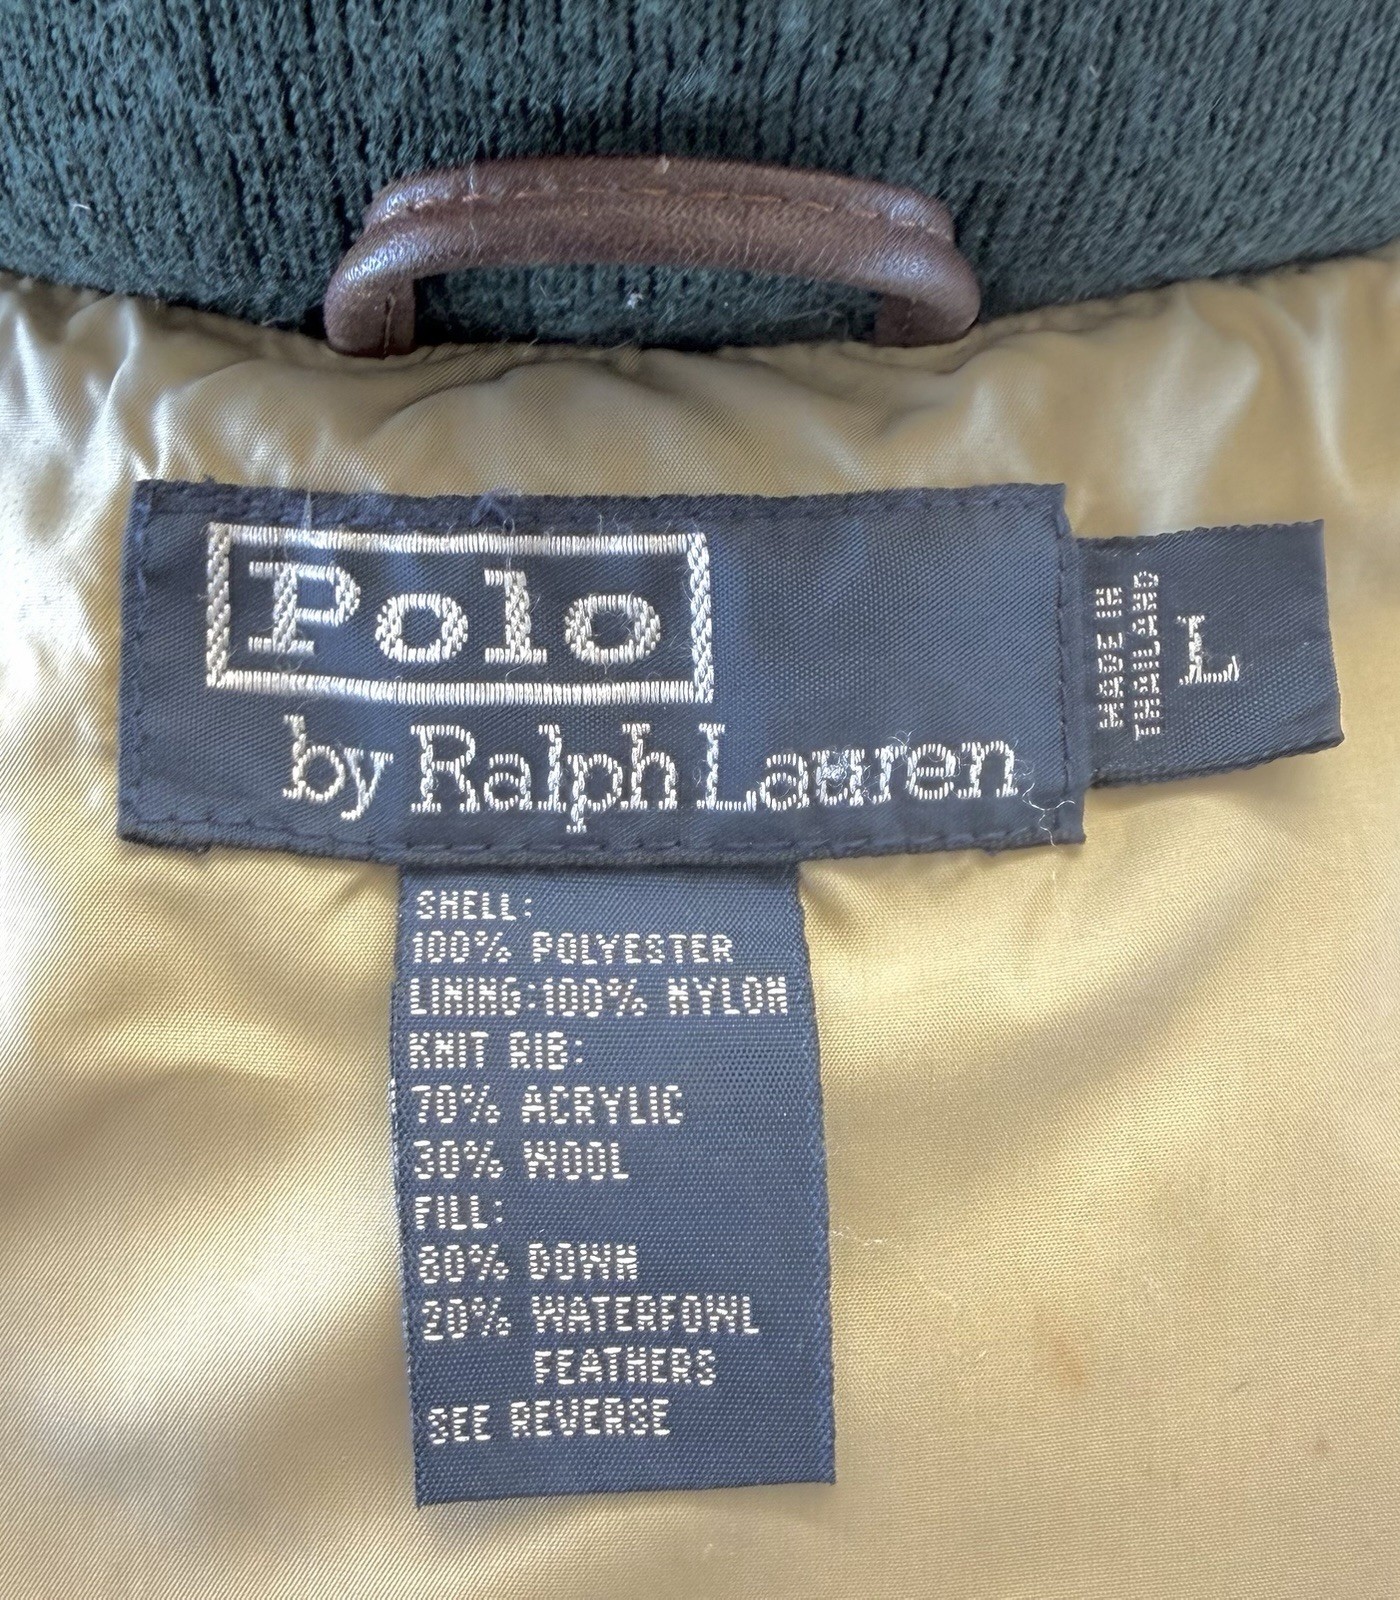 Polo
by Ralph Lauren
MADE IN
THAILAND
L
SHELL:
100% POLYESTER
LINING:100% NYLON
KNIT RIB:
70% ACRYLIC
30% WOOL
FILL:
80% DOWN
20% WATERFOWL
FEATHERS
SEE REVERSE